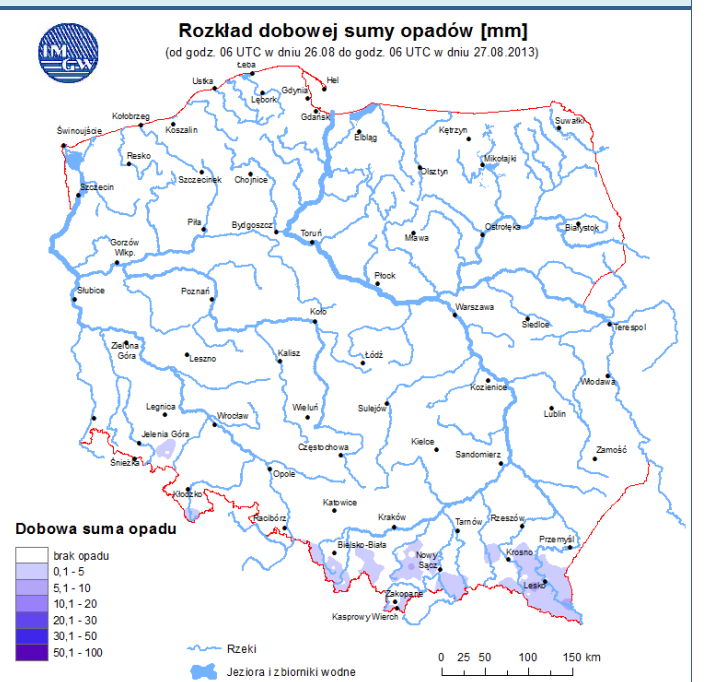 Rozkład dobowej sumy opadów [mm]
(od godz. 06 UTC w dniu 26.08 do godz. 06 UTC w dniu 27.08.2013)
IM
GW
Łeba
Ustka
Hel
Lębork
Gdynia
Gdańsk
Kołobrzeg
Koszalin
Suwałki
Świnoujście
Elbląg
Kętrzyn
Resko
Mikołajki
Szczecinek
Chojnice
Olsztyn
Szczecin
Piła
Bydgoszcz
Toruń
Mława
Ostrołęka
Białystok
Gorzów
Wlkp.
Płock
Słubice
Poznań
Koło
Warszawa
Siedlce
Terespol
Zielona
Góra
Leszno
Kalisz
Łódź
Kozienice
Włodawa
Legnica
Wrocław
Wieluń
Sulejów
Lublin
Jelenia Góra
Częstochowa
Kielce
Sandomierz
Zamość
Śnieżka
Opole
Kłodzko
Katowice
Racibórz
Kraków
Tarnów
Rzeszów
Przemyśl
Bielsko-Biała
Nowy
Sącz
Krosno
Lesko
Zakopane
Kasprowy Wierch
Dobowa suma opadu
brak opadu
0,1 - 5
5,1 - 10
10,1 - 20
20,1 - 30
30,1 - 50
50,1 - 100
Rzeki
Jeziora i zbiorniki wodne
0 25 50 100 150 km